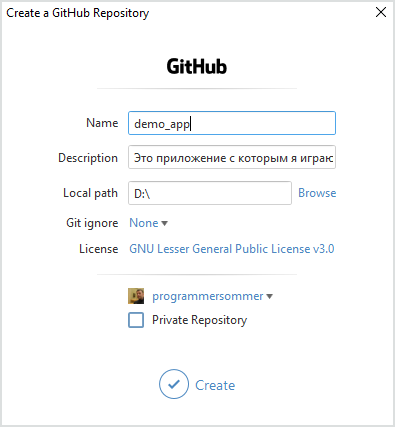 Create a GitHub Repository
GitHub
Name demo_app
Description Это приложение с которым я играю
Local path D:\ Browse
Git ignore None
License GNU Lesser General Public License v3.0
programmersommer
Private Repository
Create